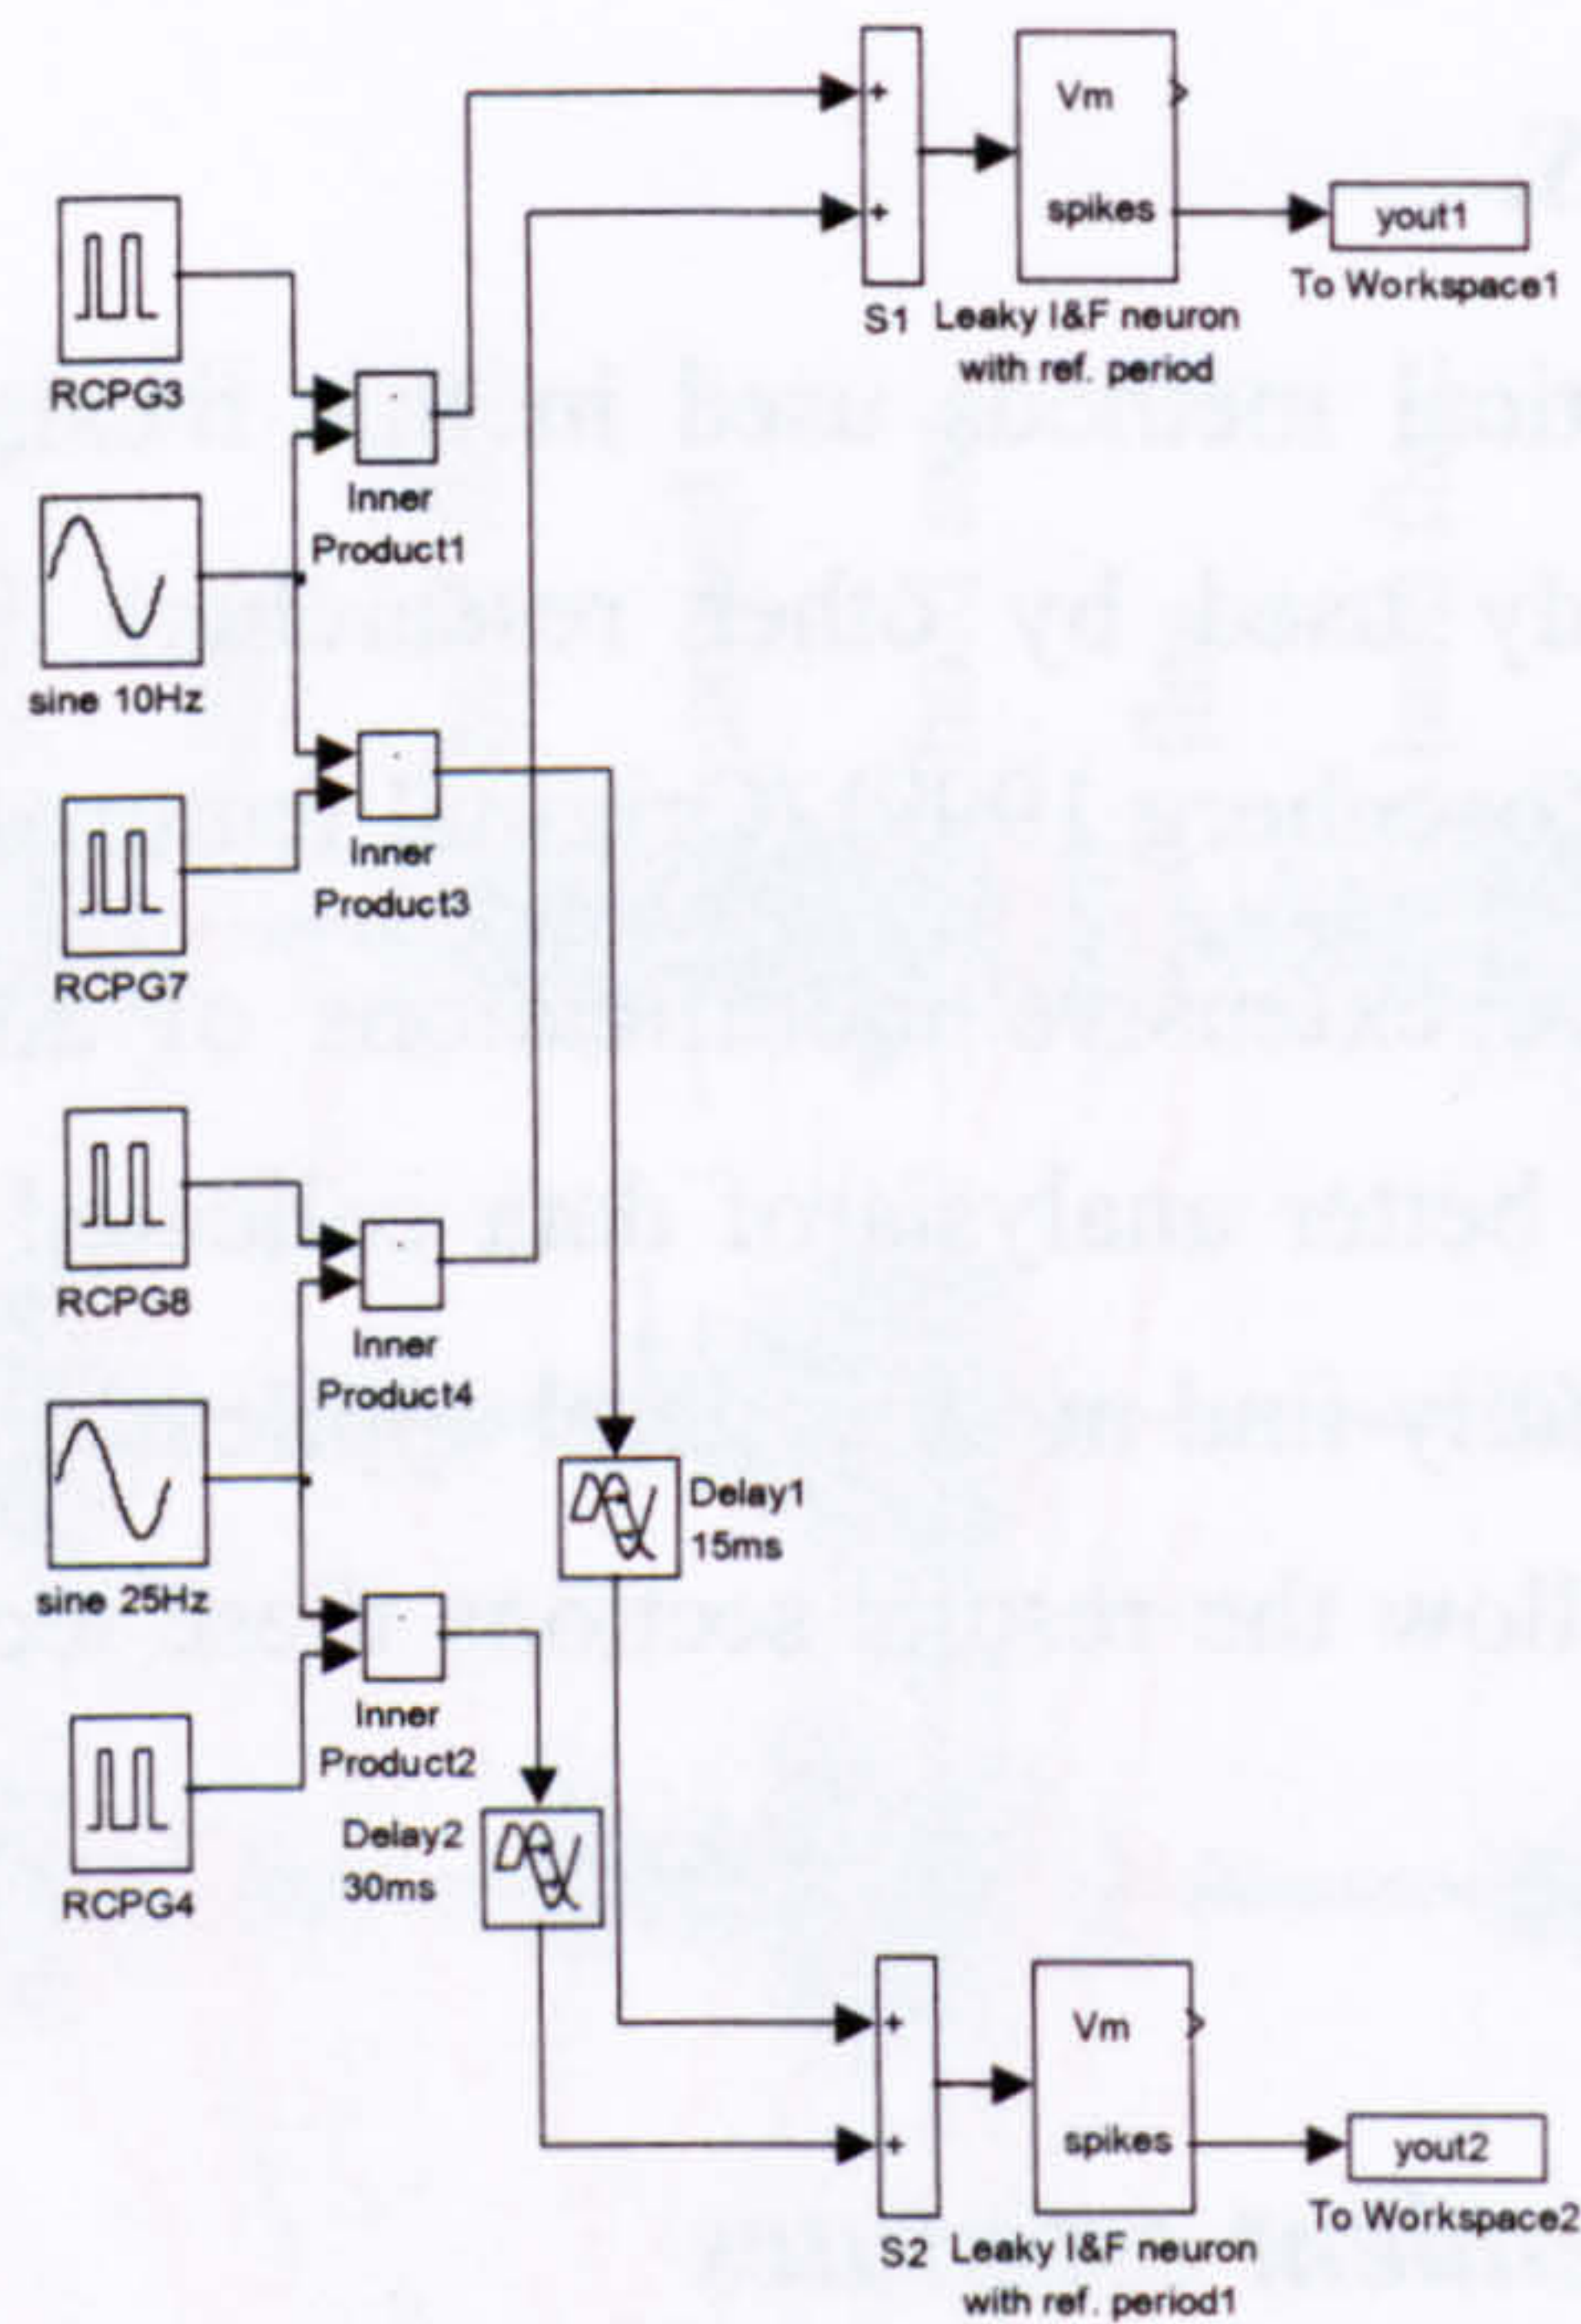 Vm
spikes
yout1
To Workspace1
S1
Leaky I&F neuron
with ref. period
RCPG3
Inner
Product1
sine 10Hz
Inner
Product3
RCPG7
RCPG8
Inner
Product4
Delay1
15ms
sine 25Hz
Inner
Product2
Delay2
30ms
RCPG4
Vm
spikes
yout2
To Workspace2
S2
Leaky I&F neuron
with ref. period1